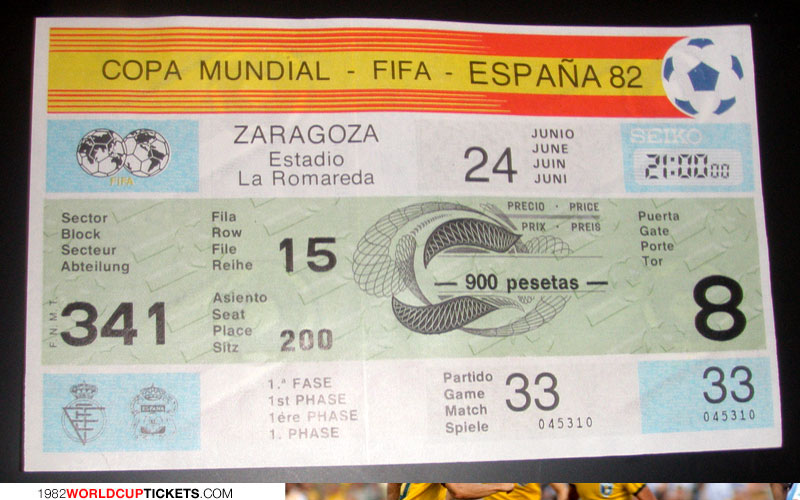 COPA MUNDIAL - FIFA - ESPAÑA 82
ZARAGOZA
Estadio
La Romareda
24
JUNIO
JUNE
JUIN
JUNI
SEIKO
21:00 00
FIFA
Sector
Block
Secteur
Abteilung
341
F.N.M.T.
Fila
Row
File
Reihe
15
Asiento
Seat
Place
Sitz
200
PRECIO · PRICE
PRIX · PREIS
— 900 pesetas —
Puerta
Gate
Porte
Tor
8
1.ª FASE
1st PHASE
1ère PHASE
1. PHASE
Partido
Game
Match
Spiele
33
045310
33
045310
1982WORLDCUPTICKETS.COM